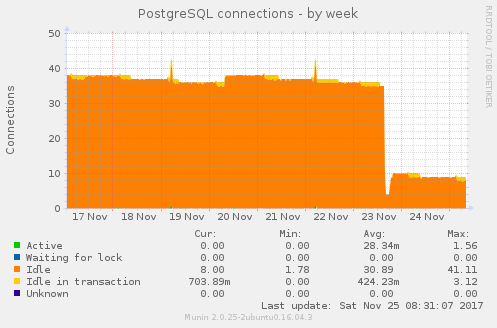 PostgreSQL connections - by week
RRDTOOL / TOBI OETIKER
Connections
50
40
30
20
10
0
17 Nov 18 Nov 19 Nov 20 Nov 21 Nov 22 Nov 23 Nov 24 Nov
Cur: Min: Avg: Max:
Active 0.00 0.00 28.34m 1.56
Waiting for lock 0.00 0.00 0.00 0.00
Idle 8.00 1.78 30.89 41.11
Idle in transaction 703.89m 0.00 424.23m 3.12
Unknown 0.00 0.00 0.00 0.00
Last update: Sat Nov 25 08:31:07 2017
Munin 2.0.25-2ubuntu0.16.04.3